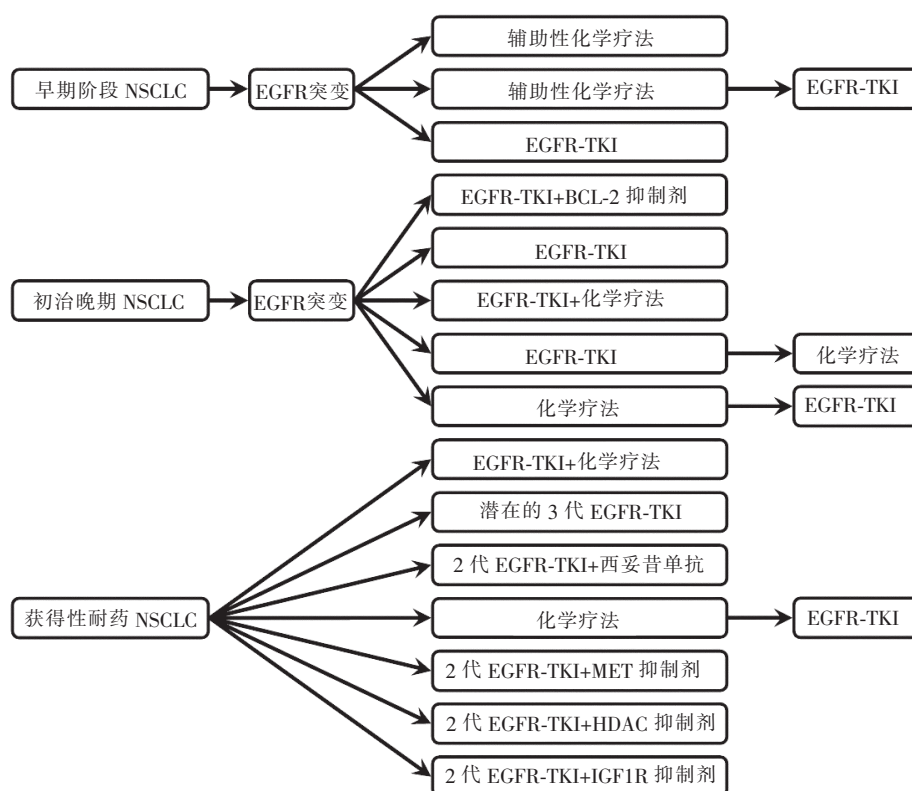 辅助性化学疗法
早期阶段 NSCLC
EGFR突变
辅助性化学疗法
EGFR-TKI
EGFR-TKI
EGFR-TKI+BCL-2 抑制剂
EGFR-TKI
初治晚期 NSCLC
EGFR突变
EGFR-TKI+化学疗法
EGFR-TKI
化学疗法
化学疗法
EGFR-TKI
EGFR-TKI+化学疗法
潜在的 3 代 EGFR-TKI
2 代 EGFR-TKI+西妥昔单抗
获得性耐药 NSCLC
化学疗法
EGFR-TKI
2 代 EGFR-TKI+MET 抑制剂
2 代 EGFR-TKI+HDAC 抑制剂
2 代 EGFR-TKI+IGF1R 抑制剂